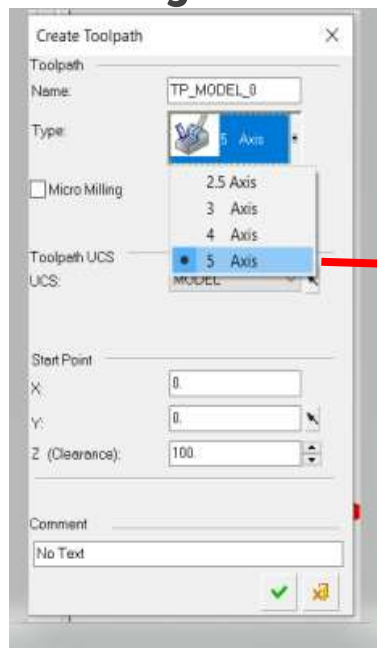 Create Toolpath
Toolpath
Name: TP_MODEL_0
Type: 5 Axis
Micro Milling
2.5 Axis
3 Axis
4 Axis
5 Axis
Toolpath UCS
UCS: MODEL
Start Point
X: 0.
Y: 0.
Z (Clearance): 100.
Comment
No Text